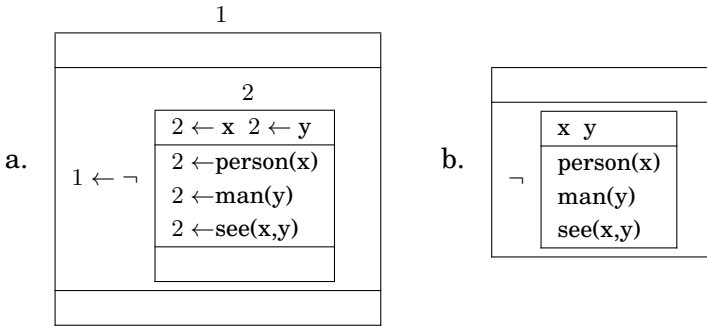 1
2
2 ← x 2 ← y
a.
1 ← ¬
2 ←person(x)
2 ←man(y)
2 ←see(x,y)
b.
¬
x y
person(x)
man(y)
see(x,y)